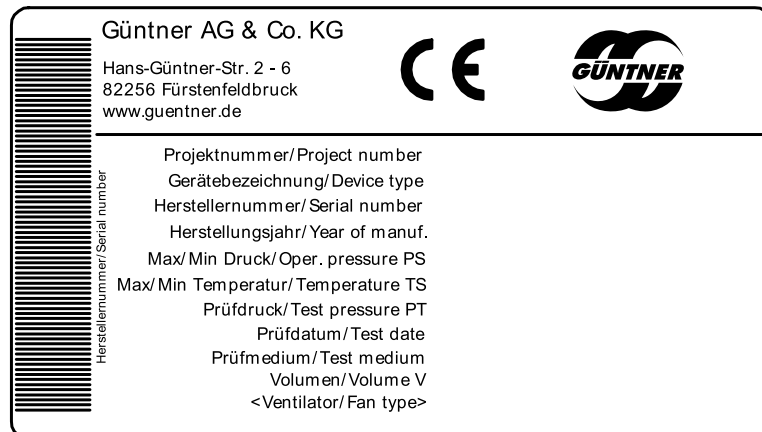 Güntner AG & Co. KG
Hans-Güntner-Str. 2 - 6
82256 Fürstenfeldbruck
www.guentner.de
CE
GÜNTNER
Herstellernummer/Serial number
Projektnummer/Project number
Gerätebezeichnung/Device type
Herstellernummer/Serial number
Herstellungsjahr/Year of manuf.
Max/Min Druck/Oper. pressure PS
Max/Min Temperatur/Temperature TS
Prüfdruck/Test pressure PT
Prüfdatum/Test date
Prüfmedium/Test medium
Volumen/Volume V
<Ventilator/Fan type>